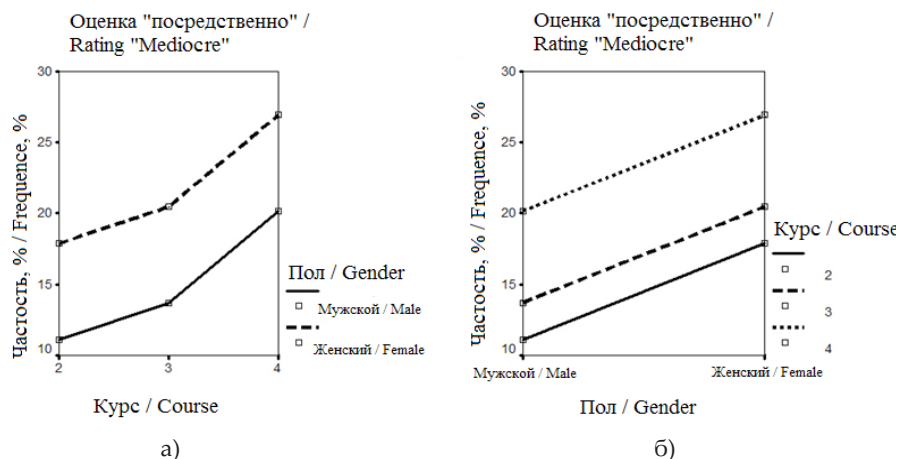 Оценка "посредственно" /
Rating "Mediocre"
Частость, % / Frequence, %
30
25
20
15
10
2
3
4
Курс / Course
Пол / Gender
Мужской / Male
Женский / Female
а)
Оценка "посредственно" /
Rating "Mediocre"
Частость, % / Frequence, %
30
25
20
15
10
Мужской / Male
Женский / Female
Пол / Gender
Курс / Course
2
3
4
б)